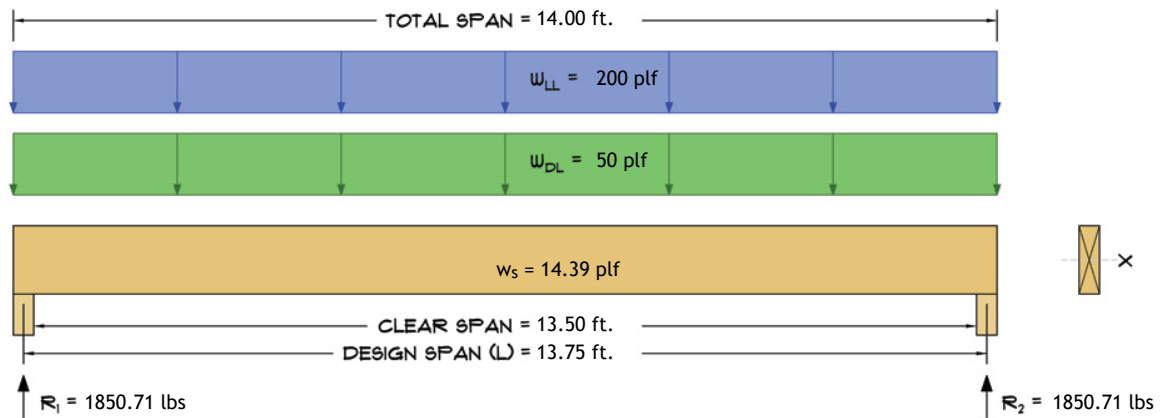 TOTAL SPAN = 14.00 ft.
wLL = 200 plf
wDL = 50 plf
ws = 14.39 plf
X
CLEAR SPAN = 13.50 ft.
DESIGN SPAN (L) = 13.75 ft.
R1 = 1850.71 lbs
R2 = 1850.71 lbs